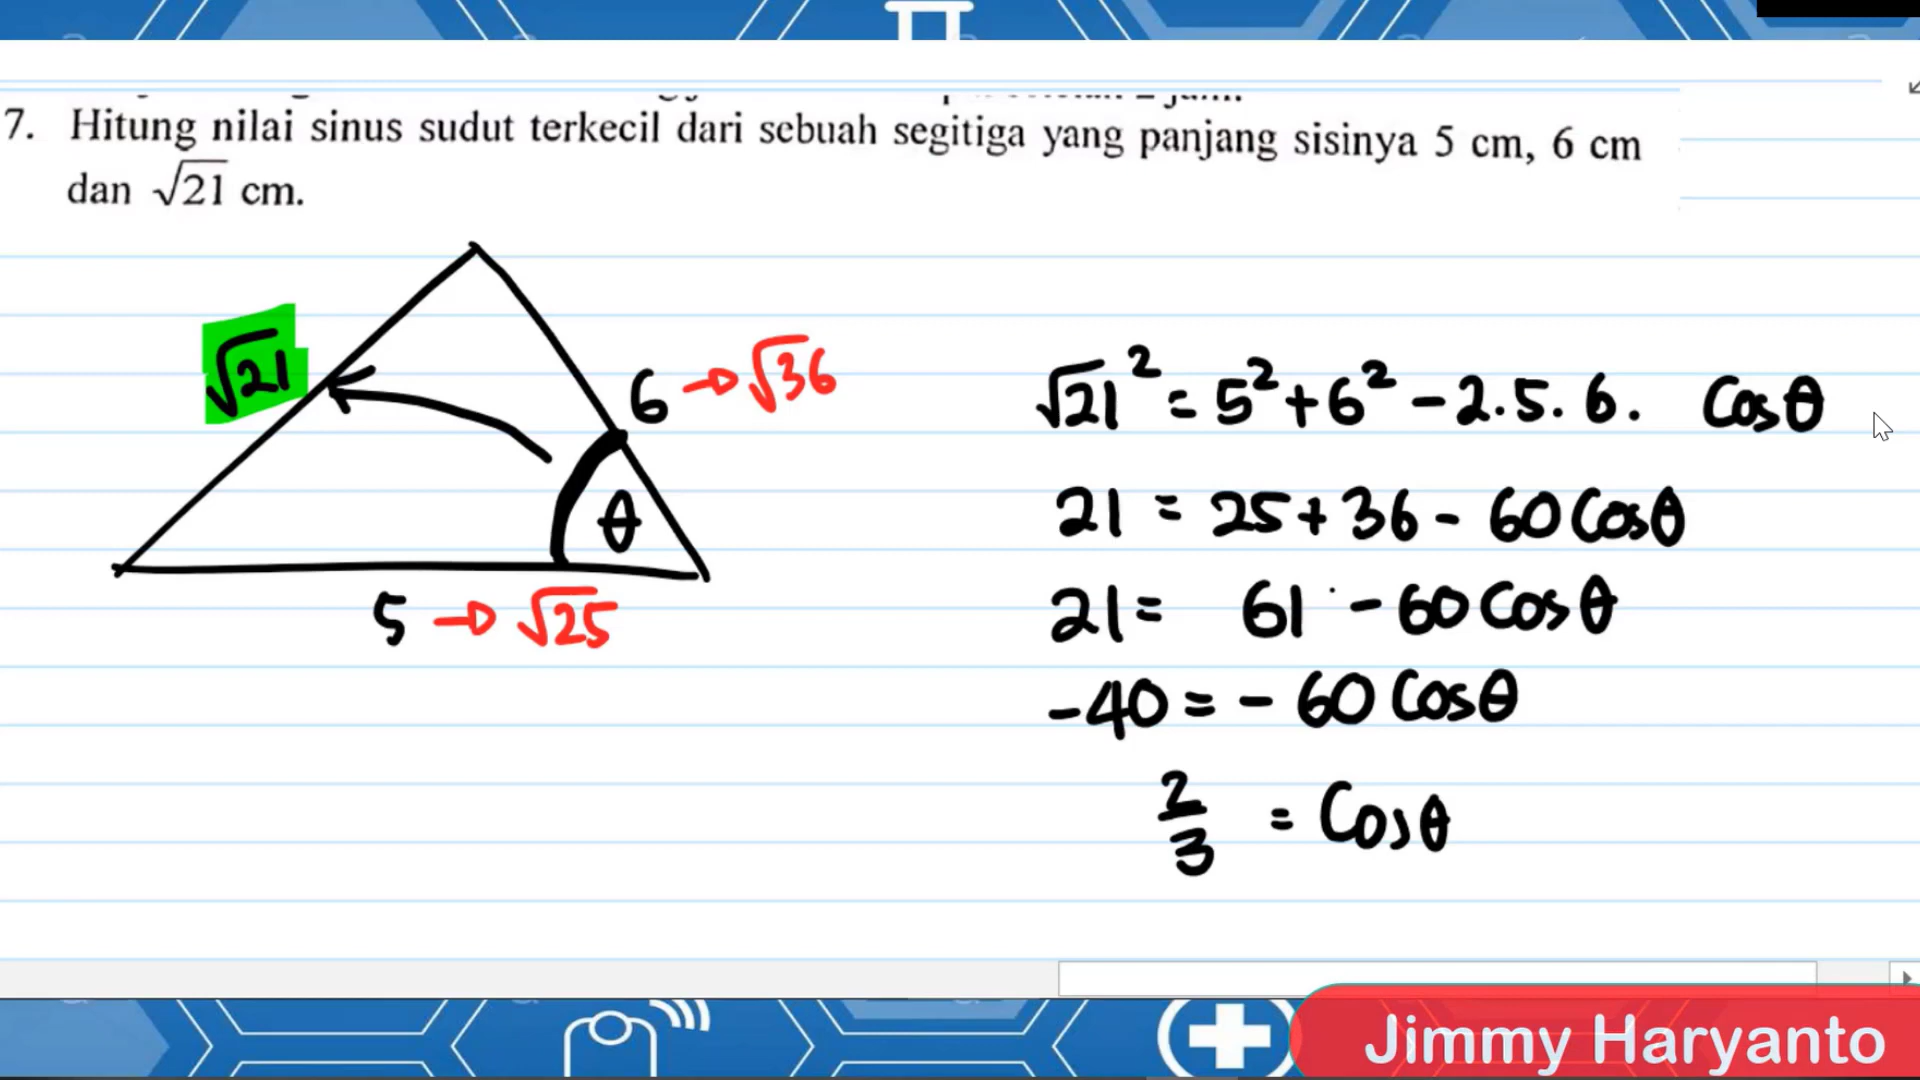 7. Hitung nilai sinus sudut terkecil dari sebuah segitiga yang panjang sisinya 5 cm, 6 cm
dan √21 cm.
√21
6 → √36
θ
5 → √25
√21² = 5² + 6² - 2.5.6. Cosθ
21 = 25 + 36 - 60 Cosθ
21 = 61 - 60 Cosθ
-40 = - 60 Cosθ
2/3 = Cosθ
Jimmy Haryanto